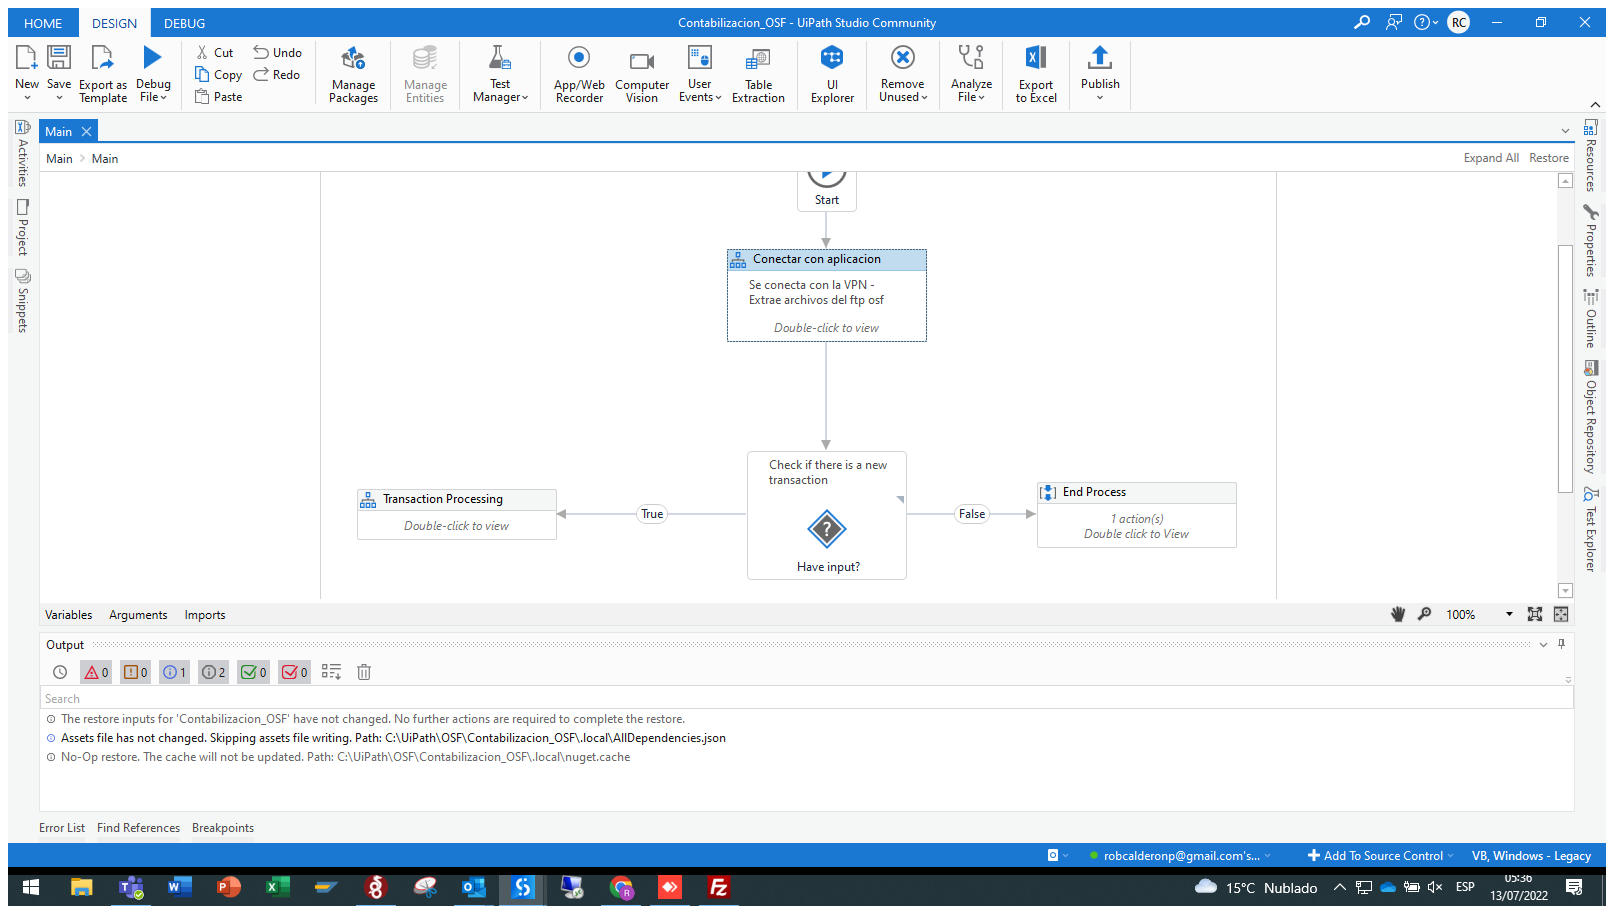 HOME
DESIGN
DEBUG
Contabilizacion_OSF - UiPath Studio Community
RC
New
Save
Export as
Template
Debug
File
Cut
Copy
Paste
Undo
Redo
Manage
Packages
Manage
Entities
Test
Manager
App/Web
Recorder
Computer
Vision
User
Events
Table
Extraction
UI
Explorer
Remove
Unused
Analyze
File
Export
to Excel
Publish
Activities
Project
Snippets
Main
Main > Main
Expand All
Restore
Start
Conectar con aplicacion
Se conecta con la VPN -
Extrae archivos del ftp osf
Double-click to view
Check if there is a new
transaction
Have input?
True
False
Transaction Processing
Double-click to view
End Process
1 action(s)
Double click to View
Resources
Properties
Outline
Object Repository
Test Explorer
Variables
Arguments
Imports
100%
Output
0
0
1
2
0
0
Search
The restore inputs for 'Contabilizacion_OSF' have not changed. No further actions are required to complete the restore.
Assets file has not changed. Skipping assets file writing. Path: C:\UiPath\OSF\Contabilizacion_OSF\.local\AllDependencies.json
No-Op restore. The cache will not be updated. Path: C:\UiPath\OSF\Contabilizacion_OSF\.local\nuget.cache
Error List
Find References
Breakpoints
robcalderonp@gmail.com's...
Add To Source Control
VB, Windows - Legacy
15°C Nublado
ESP
05:36
13/07/2022